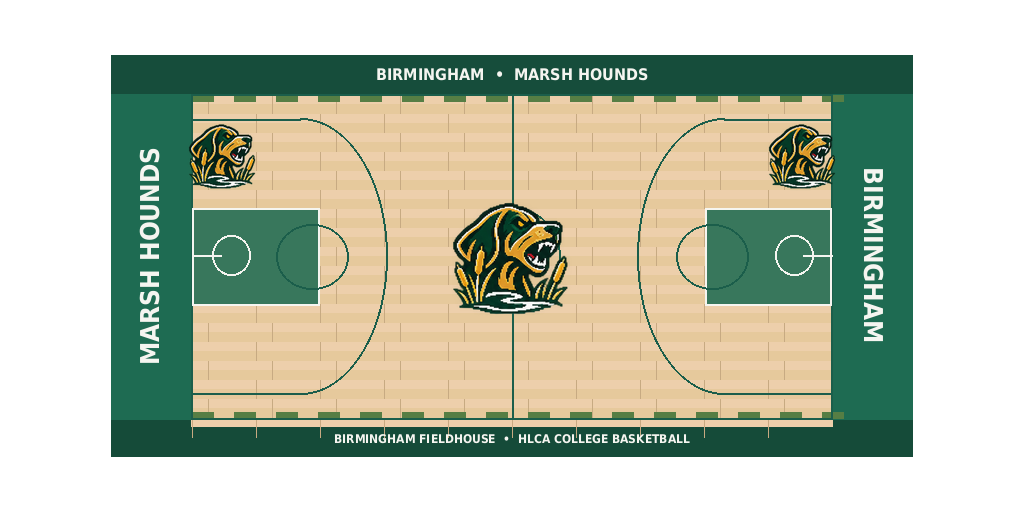 BIRMINGHAM • MARSH HOUNDS
MARSH HOUNDS
BIRMINGHAM
BIRMINGHAM FIELDHOUSE • HLCA COLLEGE BASKETBALL